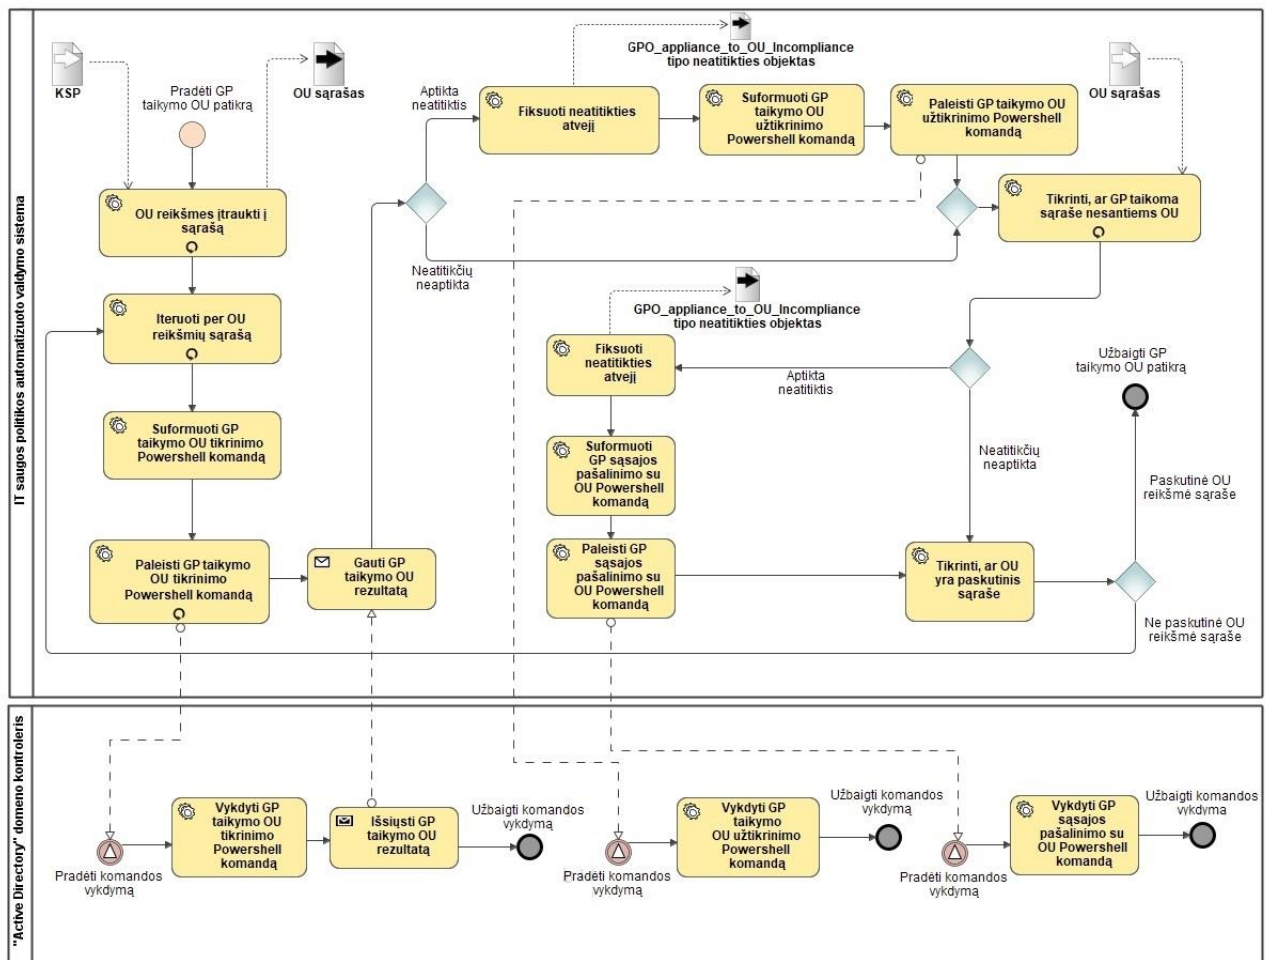 IT saugos politikos automatizuoto valdymo sistema
KSP
Pradėti GP
taikymo OU patikrą
OU sąrašas
OU reikšmes įtraukti į
sąrašą
Iteruoti per OU
reikšmių sąrašą
Suformuoti GP
taikymo OU tikrinimo
Powershell komandą
Paleisti GP taikymo
OU tikrinimo
Powershell komandą
Gauti GP
taikymo OU
rezultatą
Aptikta
neatitiktis
Neatitikčių
neaptikta
GPO_appliance_to_OU_Incompliance
tipo neatitikties objektas
Fiksuoti neatitikties
atvejį
Suformuoti GP
taikymo OU
užtikrinimo
Powershell komandą
Paleisti GP taikymo OU
užtikrinimo Powershell
komandą
OU sąrašas
Tikrinti, ar GP taikoma
sąraše nesantiems OU
GPO_appliance_to_OU_Incompliance
tipo neatitikties objektas
Fiksuoti
neatitikties
atvejį
Aptikta
neatitiktis
Neatitikčių
neaptikta
Užbaigti GP
taikymo OU patikrą
Suformuoti
GP sąsajos
pašalinimo su
OU Powershell
komandą
Paleisti GP
sąsajos
pašalinimo su
OU Powershell
komandą
Tikrinti, ar OU
yra paskutinis
sąraše
Paskutinė OU
reikšmė sąraše
Ne paskutinė OU
reikšmė sąraše
"Active Directory" domeno kontroleris
Pradėti komandos
vykdymą
Vykdyti GP
taikymo OU
tikrinimo
Powershell
komandą
Išsiųsti GP
taikymo OU
rezultatą
Užbaigti komandos
vykdymą
Pradėti komandos
vykdymą
Vykdyti GP
taikymo
OU užtikrinimo
Powershell
komandą
Užbaigti komandos
vykdymą
Pradėti komandos
vykdymą
Vykdyti GP
sąsajos
pašalinimo su
OU Powershell
komandą
Užbaigti komandos
vykdymą